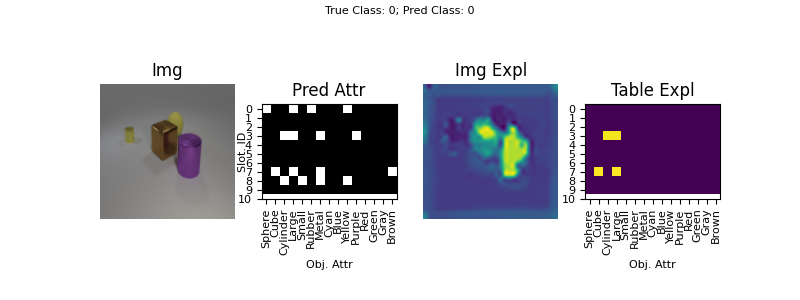 True Class: 0; Pred Class: 0
Img
Pred Attr
Img Expl
Table Expl
Slot. ID
0
1
2
3
4
5
6
7
8
9
10
Sphere
Cube
Cylinder
Large
Small
Rubber
Metal
Cyan
Blue
Yellow
Purple
Red
Green
Gray
Brown
Obj. Attr
0
1
2
3
4
5
6
7
8
9
10
Sphere
Cube
Cylinder
Large
Small
Rubber
Metal
Cyan
Blue
Yellow
Purple
Red
Green
Gray
Brown
Obj. Attr